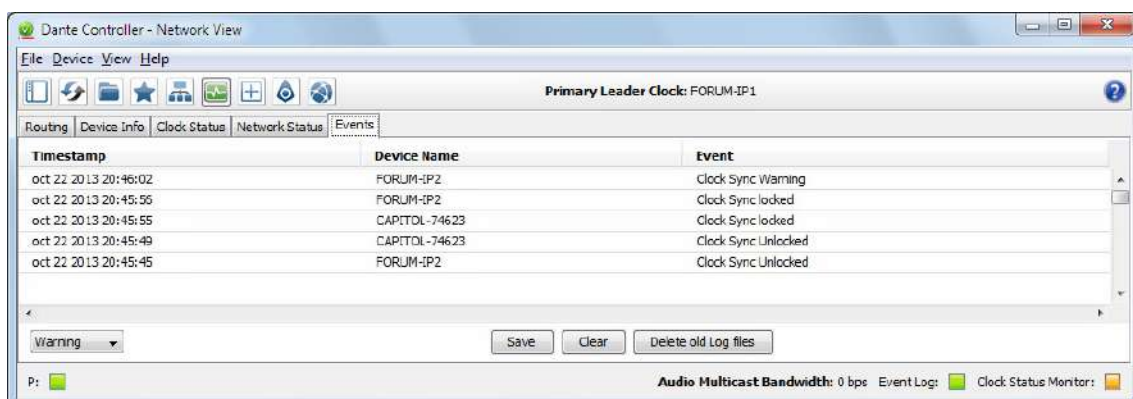 Dante Controller - Network View
File Device View Help
Primary Leader Clock: FORUM-IP1
Routing Device Info Clock Status Network Status Events
Timestamp Device Name Event
oct 22 2013 20:46:02 FORUM-IP2 Clock Sync Warning
oct 22 2013 20:45:56 FORUM-IP2 Clock Sync locked
oct 22 2013 20:45:55 CAPITOL-74623 Clock Sync locked
oct 22 2013 20:45:49 CAPITOL-74623 Clock Sync Unlocked
oct 22 2013 20:45:45 FORUM-IP2 Clock Sync Unlocked
Warning Save Clear Delete old Log files
P: Audio Multicast Bandwidth: 0 bps Event Log: Clock Status Monitor: